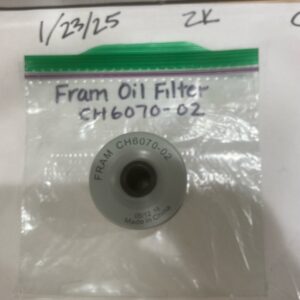 1/23/25 2K
Fram Oil Filter
CH6070-02
FRAM CH6070-02
Made in China